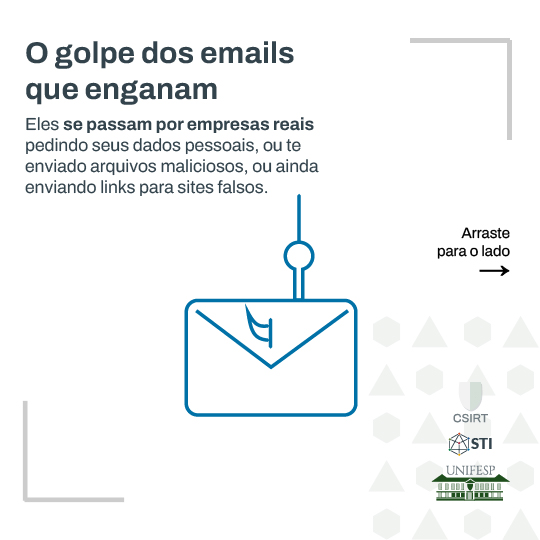 O golpe dos emails
que enganam
Eles se passam por empresas reais
pedindo seus dados pessoais, ou te
enviado arquivos maliciosos, ou ainda
enviando links para sites falsos.
Arraste
para o lado
CSIRT
STI
UNIFESP